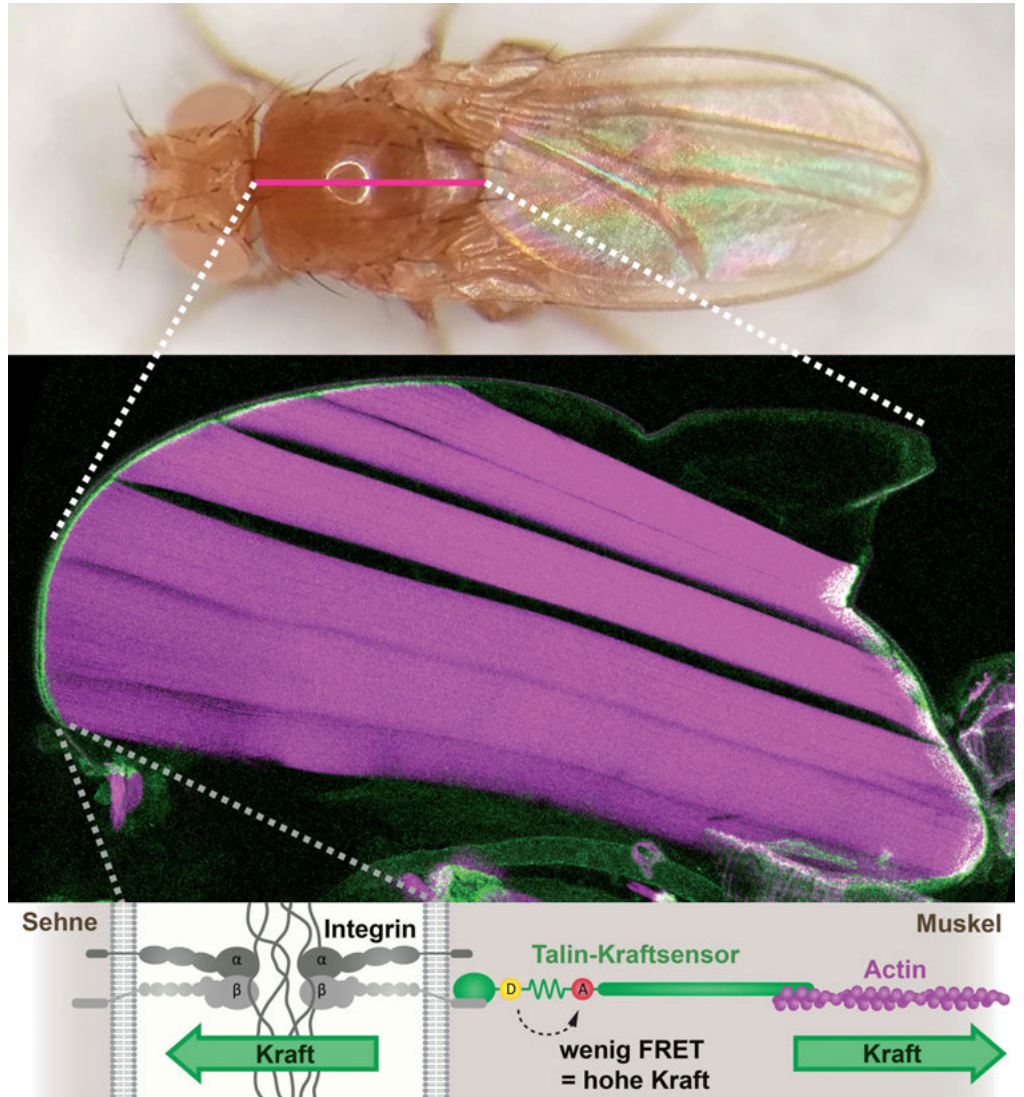 Sehne
Integrin
Muskel
α
α
β
β
Talin-Kraftsensor
D
A
Actin
wenig FRET
= hohe Kraft
Kraft
Kraft